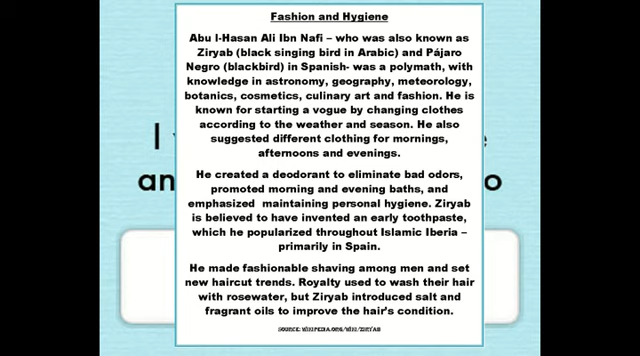 Fashion and Hygiene
Abu l-Hasan Ali Ibn Nafi – who was also known as
Ziryab (black singing bird in Arabic) and Pájaro
Negro (blackbird) in Spanish- was a polymath, with
knowledge in astronomy, geography, meteorology,
botanics, cosmetics, culinary art and fashion. He is
known for starting a vogue by changing clothes
according to the weather and season. He also
suggested different clothing for mornings,
afternoons and evenings.
He created a deodorant to eliminate bad odors,
promoted morning and evening baths, and
emphasized maintaining personal hygiene. Ziryab
is believed to have invented an early toothpaste,
which he popularized throughout Islamic Iberia –
primarily in Spain.
He made fashionable shaving among men and set
new haircut trends. Royalty used to wash their hair
with rosewater, but Ziryab introduced salt and
fragrant oils to improve the hair's condition.
SOURCE: WIKIPEDIA.ORG/WIKI/ZIRYAB